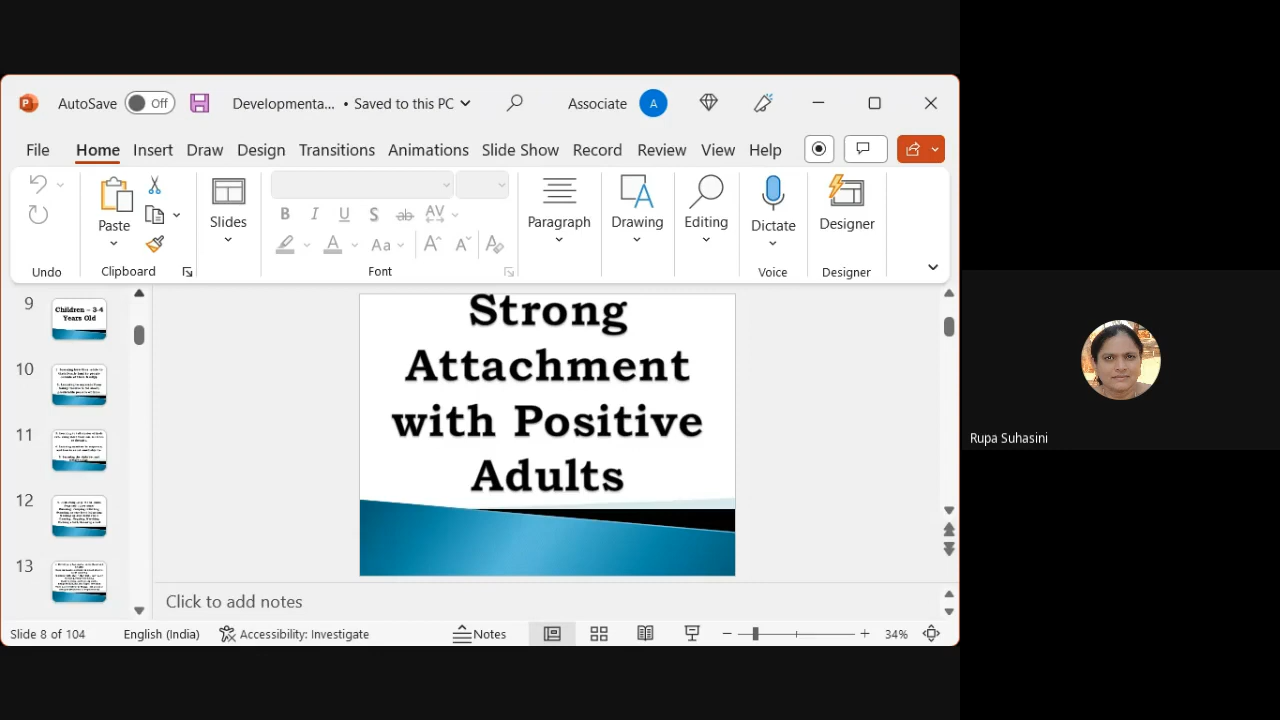 AutoSave Off Developmenta... • Saved to this PC Associate A
File Home Insert Draw Design Transitions Animations Slide Show Record Review View Help
Paste Slides B I U S ab AV Aa A A Paragraph Drawing Editing Dictate Designer
Undo Clipboard Font Voice Designer
9
Children – 3-4
Years Old
10
11
12
13
Strong
Attachment
with Positive
Adults
Click to add notes
Slide 8 of 104 English (India) Accessibility: Investigate Notes 34%
Rupa Suhasini